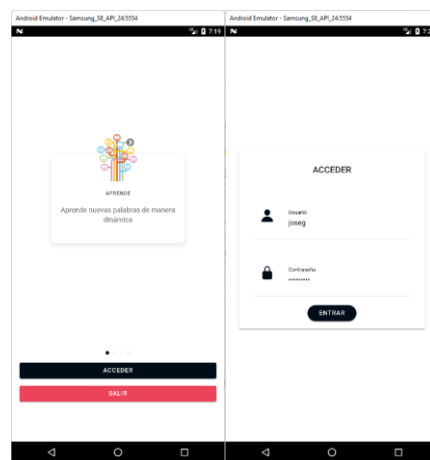 Android Emulator - Samsung_S8_API_24:5554
7:19
APRENDE
Aprende nuevas palabras de manera
dinámica
ACCEDER
SALIR
Android Emulator - Samsung_S8_API_24:5554
ACCEDER
Usuario
joseg
Contraseña
ENTRAR